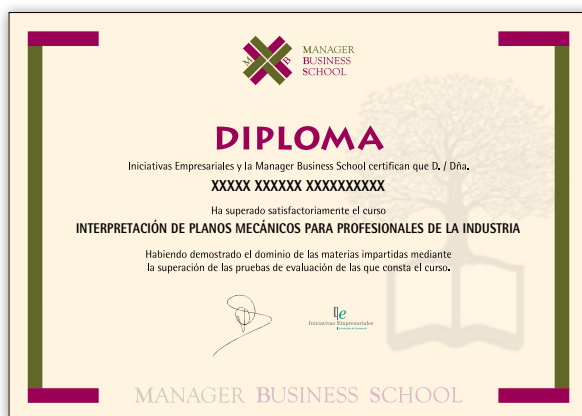 M B
MANAGER
BUSINESS
SCHOOL
DIPLOMA
Iniciativas Empresariales y la Manager Business School certifican que D. / Dña.
XXXXX XXXXXX XXXXXXXXXX
Ha superado satisfactoriamente el curso
INTERPRETACIÓN DE PLANOS MECÁNICOS PARA PROFESIONALES DE LA INDUSTRIA
Habiendo demostrado el dominio de las materias impartidas mediante
la superación de las pruebas de evaluación de las que consta el curso.
Ie
Iniciativas Empresariales
MANAGER BUSINESS SCHOOL